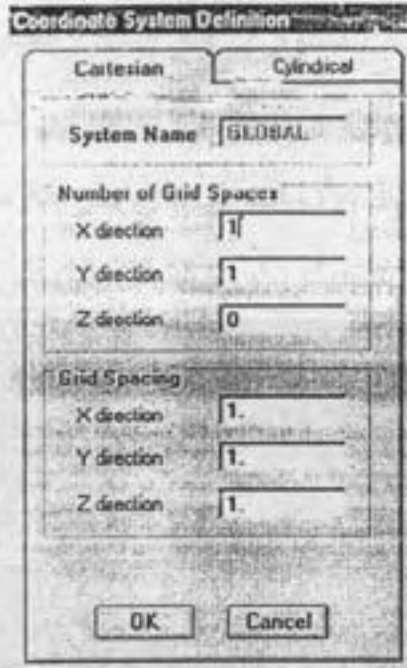 Coordinate System Definition
Cartesian Cylindrical
System Name GLOBAL
Number of Grid Spaces
X direction 1
Y direction 1
Z direction 0
Grid Spacing
X direction 1.
Y direction 1.
Z direction 1.
OK Cancel